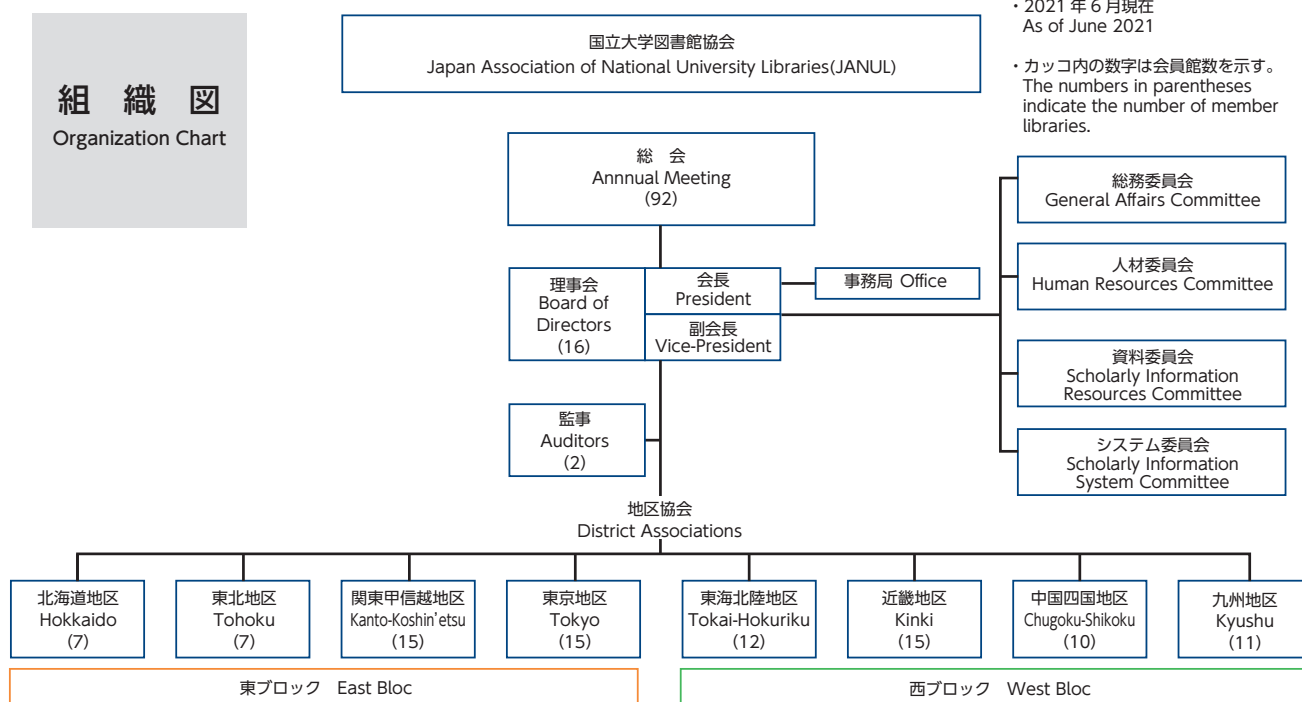 組 織 図
Organization Chart
国立大学図書館協会
Japan Association of National University Libraries(JANUL)
・2021 年 6 月現在
As of June 2021
・カッコ内の数字は会員館数を示す。
The numbers in parentheses
indicate the number of member
libraries.
総 会
Annnual Meeting
(92)
理事会
Board of
Directors
(16)
会長
President
副会長
Vice-President
事務局 Office
総務委員会
General Affairs Committee
人材委員会
Human Resources Committee
資料委員会
Scholarly Information
Resources Committee
システム委員会
Scholarly Information
System Committee
監事
Auditors
(2)
地区協会
District Associations
北海道地区
Hokkaido
(7)
東北地区
Tohoku
(7)
関東甲信越地区
Kanto-Koshin'etsu
(15)
東京地区
Tokyo
(15)
東海北陸地区
Tokai-Hokuriku
(12)
近畿地区
Kinki
(15)
中国四国地区
Chugoku-Shikoku
(10)
九州地区
Kyushu
(11)
東ブロック East Bloc
西ブロック West Bloc